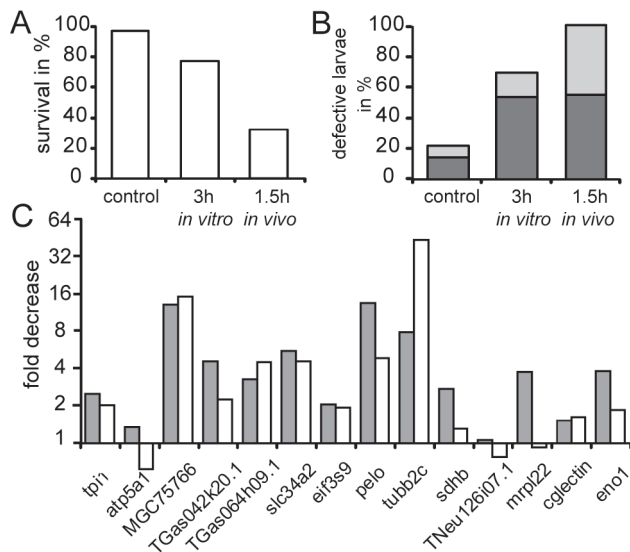 A
survival in %
100
80
60
40
20
0
control
3h
in vitro
1.5h
in vivo
B
defective larvae
in %
100
80
60
40
20
0
control
3h
in vitro
1.5h
in vivo
C
fold decrease
64
32
16
8
4
2
1
atp5a1
MGC75766
TGas042k20.1
TGas064h09.1
slc34a2
eif3s9
pelo
tubb2c
sdhb
TNeu126i07.1
mrpl22
cglectin
eno1